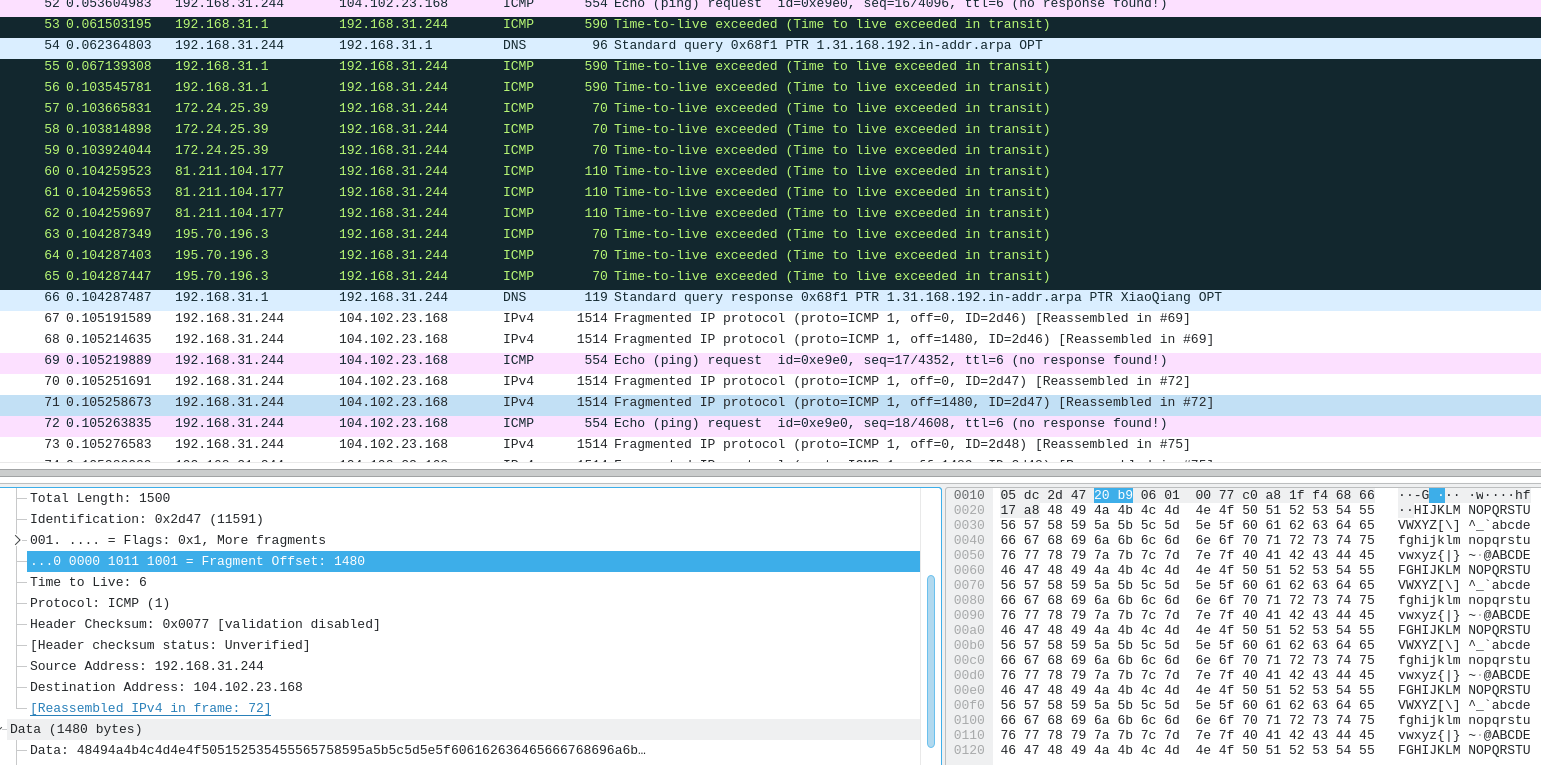 52 0.053604983 192.168.31.244 104.102.23.168 ICMP 554 Echo (ping) request id=0xe9e0, seq=16/4096, ttl=6 (no response found!)
53 0.061503195 192.168.31.1 192.168.31.244 ICMP 590 Time-to-live exceeded (Time to live exceeded in transit)
54 0.062364803 192.168.31.244 192.168.31.1 DNS 96 Standard query 0x68f1 PTR 1.31.168.192.in-addr.arpa OPT
55 0.067139308 192.168.31.1 192.168.31.244 ICMP 590 Time-to-live exceeded (Time to live exceeded in transit)
56 0.103545781 192.168.31.1 192.168.31.244 ICMP 590 Time-to-live exceeded (Time to live exceeded in transit)
57 0.103665831 172.24.25.39 192.168.31.244 ICMP 70 Time-to-live exceeded (Time to live exceeded in transit)
58 0.103814898 172.24.25.39 192.168.31.244 ICMP 70 Time-to-live exceeded (Time to live exceeded in transit)
59 0.103924044 172.24.25.39 192.168.31.244 ICMP 70 Time-to-live exceeded (Time to live exceeded in transit)
60 0.104259523 81.211.104.177 192.168.31.244 ICMP 110 Time-to-live exceeded (Time to live exceeded in transit)
61 0.104259653 81.211.104.177 192.168.31.244 ICMP 110 Time-to-live exceeded (Time to live exceeded in transit)
62 0.104259697 81.211.104.177 192.168.31.244 ICMP 110 Time-to-live exceeded (Time to live exceeded in transit)
63 0.104287349 195.70.196.3 192.168.31.244 ICMP 70 Time-to-live exceeded (Time to live exceeded in transit)
64 0.104287403 195.70.196.3 192.168.31.244 ICMP 70 Time-to-live exceeded (Time to live exceeded in transit)
65 0.104287447 195.70.196.3 192.168.31.244 ICMP 70 Time-to-live exceeded (Time to live exceeded in transit)
66 0.104287487 192.168.31.1 192.168.31.244 DNS 119 Standard query response 0x68f1 PTR 1.31.168.192.in-addr.arpa PTR XiaoQiang OPT
67 0.105191589 192.168.31.244 104.102.23.168 IPv4 1514 Fragmented IP protocol (proto=ICMP 1, off=0, ID=2d46) [Reassembled in #69]
68 0.105214635 192.168.31.244 104.102.23.168 IPv4 1514 Fragmented IP protocol (proto=ICMP 1, off=1480, ID=2d46) [Reassembled in #69]
69 0.105219889 192.168.31.244 104.102.23.168 ICMP 554 Echo (ping) request id=0xe9e0, seq=17/4352, ttl=6 (no response found!)
70 0.105251691 192.168.31.244 104.102.23.168 IPv4 1514 Fragmented IP protocol (proto=ICMP 1, off=0, ID=2d47) [Reassembled in #72]
71 0.105258673 192.168.31.244 104.102.23.168 IPv4 1514 Fragmented IP protocol (proto=ICMP 1, off=1480, ID=2d47) [Reassembled in #72]
72 0.105263835 192.168.31.244 104.102.23.168 ICMP 554 Echo (ping) request id=0xe9e0, seq=18/4608, ttl=6 (no response found!)
73 0.105276583 192.168.31.244 104.102.23.168 IPv4 1514 Fragmented IP protocol (proto=ICMP 1, off=0, ID=2d48) [Reassembled in #75]
Total Length: 1500
Identification: 0x2d47 (11591)
001. .... = Flags: 0x1, More fragments
...0 0000 1011 1001 = Fragment Offset: 1480
Time to Live: 6
Protocol: ICMP (1)
Header Checksum: 0x0077 [validation disabled]
[Header checksum status: Unverified]
Source Address: 192.168.31.244
Destination Address: 104.102.23.168
[Reassembled IPv4 in frame: 72]
Data (1480 bytes)
Data: 48494a4b4c4d4e4f505152535455565758595a5b5c5d5e5f606162636465666768696a6b…
0010 05 dc 2d 47 20 b9 06 01 00 77 c0 a8 1f f4 68 66 ··-G ··· ·w····hf
0020 17 a8 48 49 4a 4b 4c 4d 4e 4f 50 51 52 53 54 55 ··HIJKLM NOPQRSTU
0030 56 57 58 59 5a 5b 5c 5d 5e 5f 60 61 62 63 64 65 VWXYZ[\] ^_`abcde
0040 66 67 68 69 6a 6b 6c 6d 6e 6f 70 71 72 73 74 75 fghijklm nopqrstu
0050 76 77 78 79 7a 7b 7c 7d 7e 7f 40 41 42 43 44 45 vwxyz{|} ~·@ABCDE
0060 46 47 48 49 4a 4b 4c 4d 4e 4f 50 51 52 53 54 55 FGHIJKLM NOPQRSTU
0070 56 57 58 59 5a 5b 5c 5d 5e 5f 60 61 62 63 64 65 VWXYZ[\] ^_`abcde
0080 66 67 68 69 6a 6b 6c 6d 6e 6f 70 71 72 73 74 75 fghijklm nopqrstu
0090 76 77 78 79 7a 7b 7c 7d 7e 7f 40 41 42 43 44 45 vwxyz{|} ~·@ABCDE
00a0 46 47 48 49 4a 4b 4c 4d 4e 4f 50 51 52 53 54 55 FGHIJKLM NOPQRSTU
00b0 56 57 58 59 5a 5b 5c 5d 5e 5f 60 61 62 63 64 65 VWXYZ[\] ^_`abcde
00c0 66 67 68 69 6a 6b 6c 6d 6e 6f 70 71 72 73 74 75 fghijklm nopqrstu
00d0 76 77 78 79 7a 7b 7c 7d 7e 7f 40 41 42 43 44 45 vwxyz{|} ~·@ABCDE
00e0 46 47 48 49 4a 4b 4c 4d 4e 4f 50 51 52 53 54 55 FGHIJKLM NOPQRSTU
00f0 56 57 58 59 5a 5b 5c 5d 5e 5f 60 61 62 63 64 65 VWXYZ[\] ^_`abcde
0100 66 67 68 69 6a 6b 6c 6d 6e 6f 70 71 72 73 74 75 fghijklm nopqrstu
0110 76 77 78 79 7a 7b 7c 7d 7e 7f 40 41 42 43 44 45 vwxyz{|} ~·@ABCDE
0120 46 47 48 49 4a 4b 4c 4d 4e 4f 50 51 52 53 54 55 FGHIJKLM NOPQRSTU